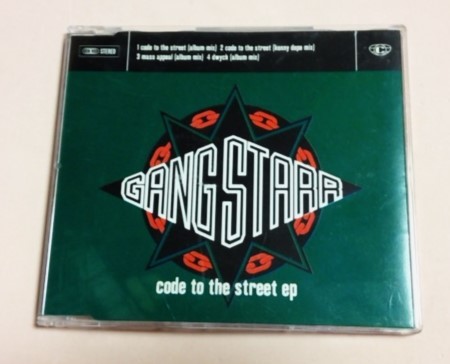 1 code to the street [album mix] 2 code to the street [kenny dope mix]
3 mass appeal [album mix] 4 dwyck [album mix]
STEREO
GANG STARR
code to the street ep